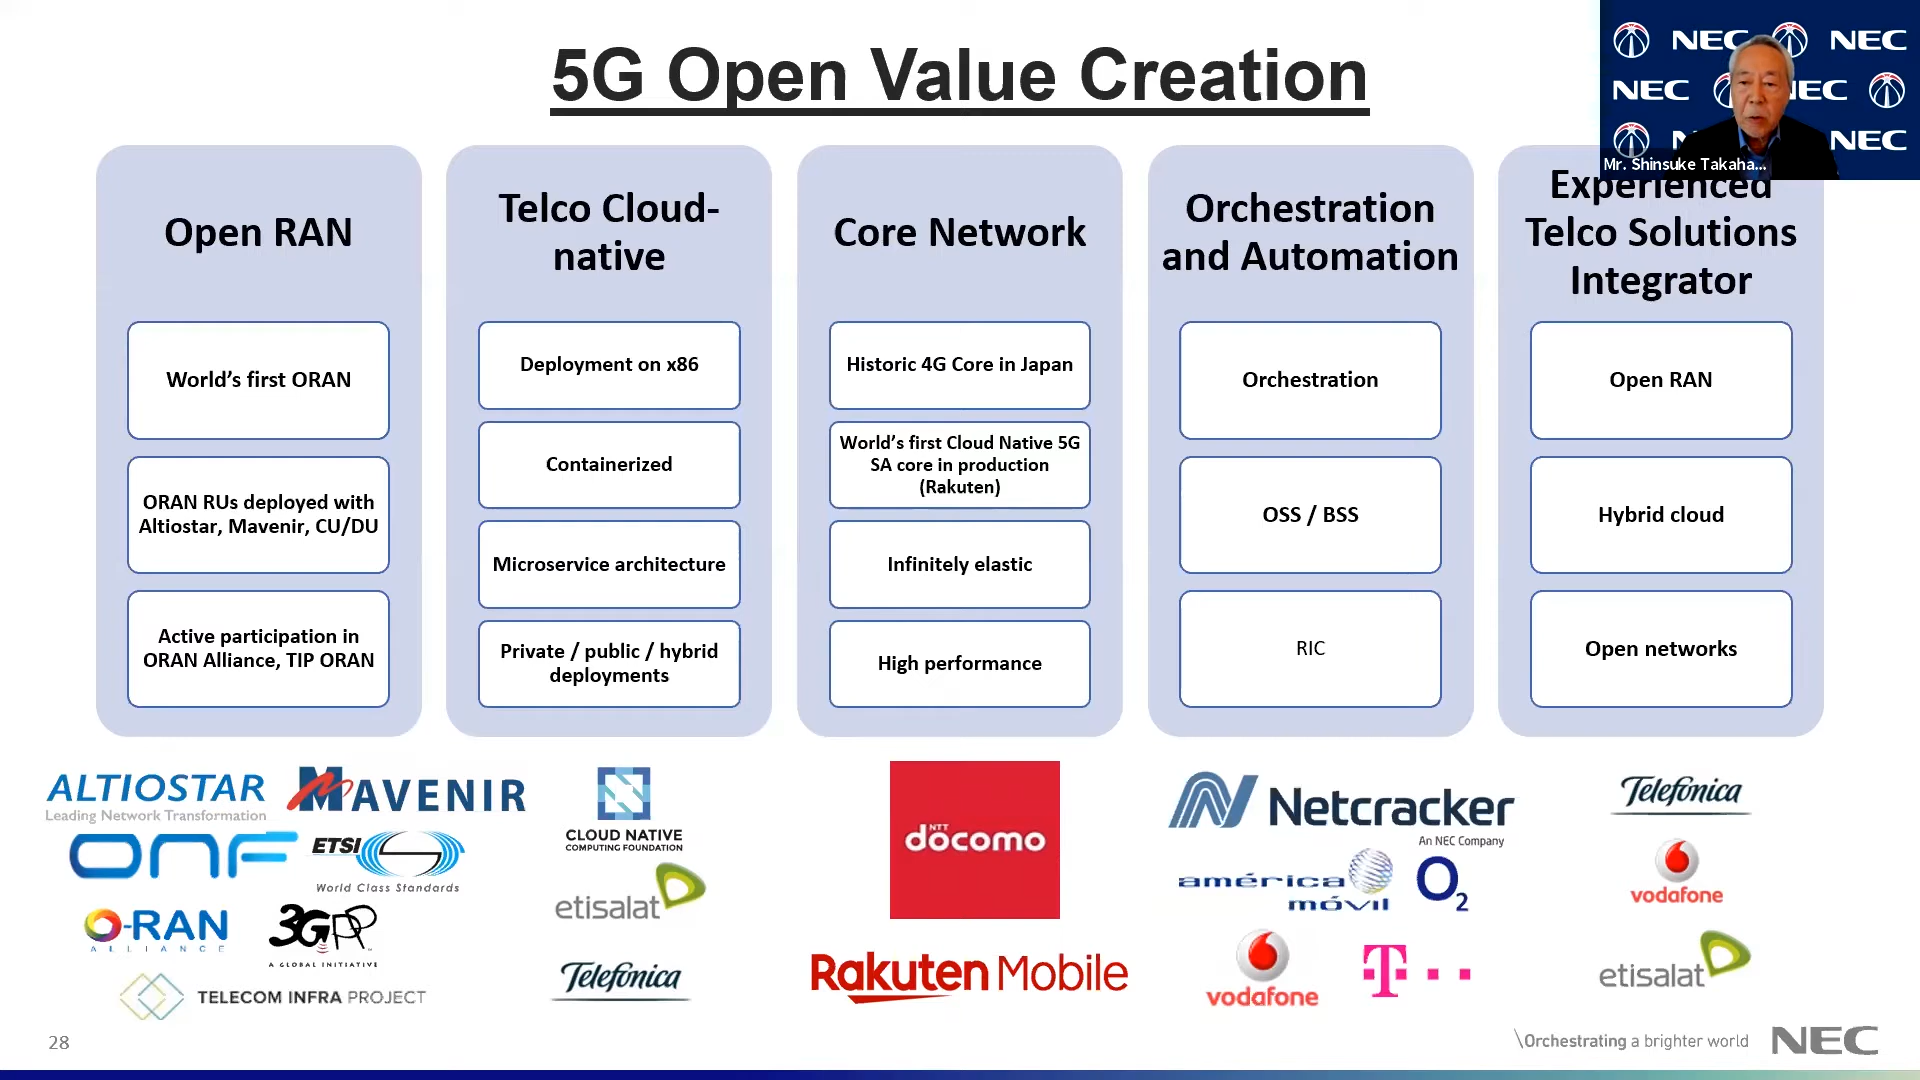 5G Open Value Creation
NEC NEC
NEC NEC
NEC
Mr. Shinsuke Takaha...
Open RAN
World's first ORAN
ORAN RUs deployed with
Altiostar, Mavenir, CU/DU
Active participation in
ORAN Alliance, TIP ORAN
Telco Cloud-
native
Deployment on x86
Containerized
Microservice architecture
Private / public / hybrid
deployments
Core Network
Historic 4G Core in Japan
World's first Cloud Native 5G
SA core in production
(Rakuten)
Infinitely elastic
High performance
Orchestration
and Automation
Orchestration
OSS / BSS
RIC
Experienced
Telco Solutions
Integrator
Open RAN
Hybrid cloud
Open networks
ALTIOSTAR
Leading Network Transformation
MAVENIR
ONF
ETSI
World Class Standards
O-RAN
ALLIANCE
3GPP
A GLOBAL INITIATIVE
TELECOM INFRA PROJECT
CLOUD NATIVE
COMPUTING FOUNDATION
etisalat
Telefónica
NTT
döcomo
Rakuten Mobile
Netcracker
An NEC Company
américa
móvil
O2
vodafone
T
Telefónica
vodafone
etisalat
28
\Orchestrating a brighter world
NEC